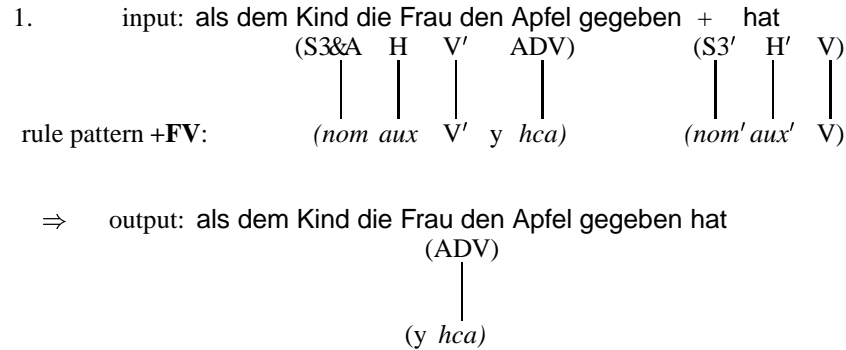 1. input: als dem Kind die Frau den Apfel gegeben + hat
(S3&A H V′ ADV) (S3′ H′ V)
rule pattern +FV: (nom aux V′ y hca) (nom′ aux′ V)
⇒ output: als dem Kind die Frau den Apfel gegeben hat
(ADV)
(y hca)